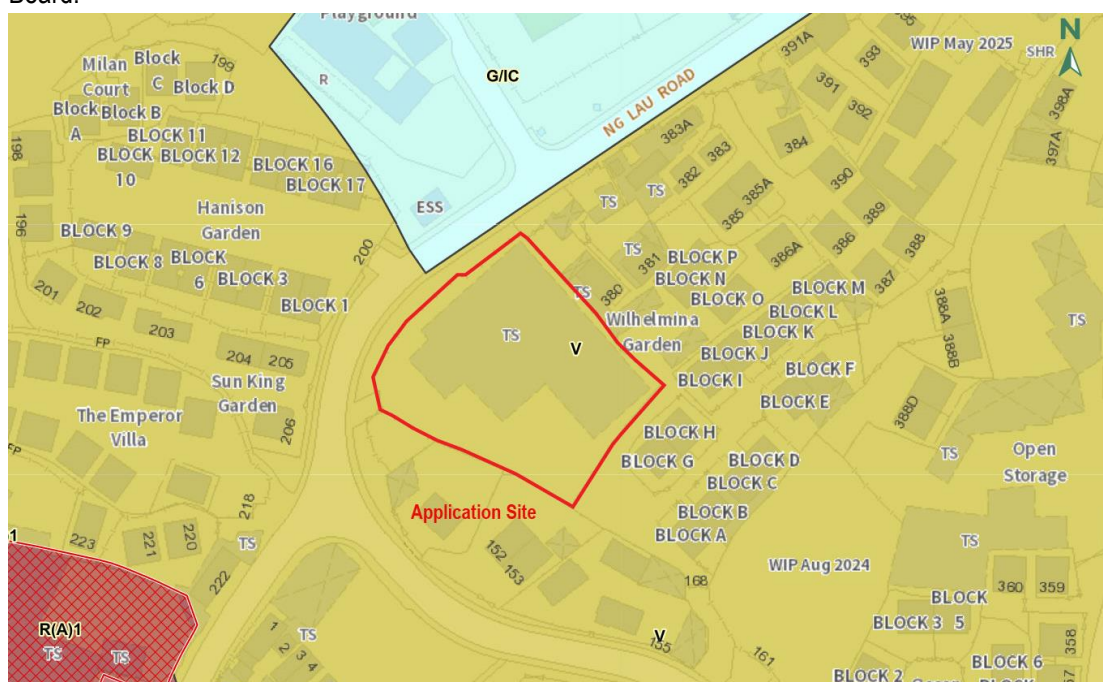 Board.
Playground
N
G/IC
R
NG LAU ROAD
391A
393
395
WIP May 2025
SHR
391
392
398A
397A
Milan
Court
Block
C
Block D
199
Block
A
Block B
BLOCK 11
BLOCK
10
BLOCK 12
BLOCK 16
BLOCK 17
198
196
Hanison
Garden
ESS
200
BLOCK 9
BLOCK 8
BLOCK
6
BLOCK 3
BLOCK 1
383A
383
382
384
385A
385
390
389
386A
386
388
387
TS
TS
TS
381
380
TS
BLOCK P
BLOCK N
BLOCK O
BLOCK M
BLOCK L
BLOCK K
BLOCK J
BLOCK I
BLOCK F
BLOCK E
Wilhelmina
Garden
388A
388B
TS
201
202
203
FP
204
205
Sun King
Garden
206
The Emperor
Villa
FP
TS
V
BLOCK H
BLOCK G
BLOCK D
BLOCK C
BLOCK B
BLOCK A
388D
TS
Open
Storage
Application Site
218
223
221
220
222
TS
152
153
168
WIP Aug 2024
TS
BLOCK
BLOCK 3
5
360
359
358
R(A)1
TS
TS
1
2
3
4
TS
V
155
161
BLOCK 2
BLOCK 6